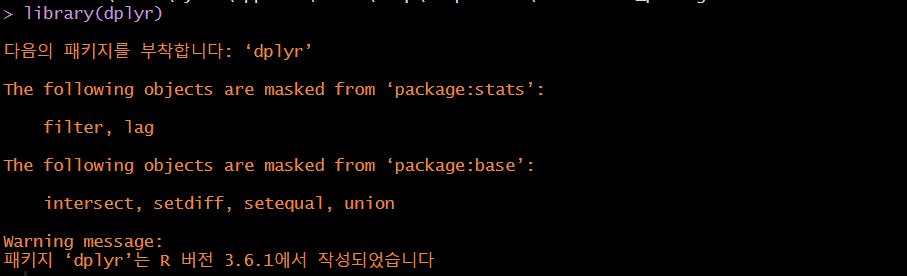 > library(dplyr)
다음의 패키지를 부착합니다: ‘dplyr’
The following objects are masked from ‘package:stats’:
filter, lag
The following objects are masked from ‘package:base’:
intersect, setdiff, setequal, union
Warning message:
패키지 ‘dplyr’는 R 버전 3.6.1에서 작성되었습니다